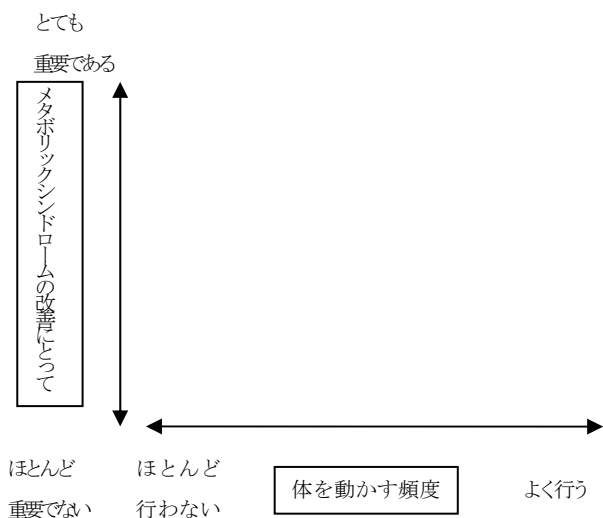 とても
重要である
メタボリックシンドロームの改善にとって
ほとんど
重要でない
ほとんど
行わない
体を動かす頻度
よく行う